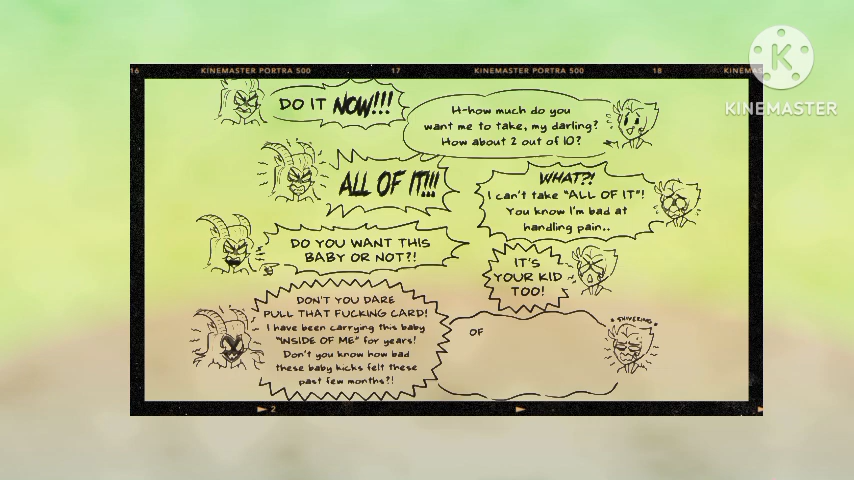 16 KINEMASTER PORTRA 500 17 KINEMASTER PORTRA 500 18 KINEM
KINEMASTER
DO IT NOW!!!
H-how much do you
want me to take, my darling?
How about 2 out of 10?
ALL OF IT!!!
WHAT?!
I can't take "ALL OF IT"!
You know I'm bad at
handling pain..
DO YOU WANT THIS
BABY OR NOT?!
IT'S
YOUR KID
TOO!
DON'T YOU DARE
PULL THAT FUCKING CARD!
I have been carrying this baby
"INSIDE OF ME" for years!
Don't you know how bad
these baby kicks felt these
past few months?!
OF
*SHIVERING*
2